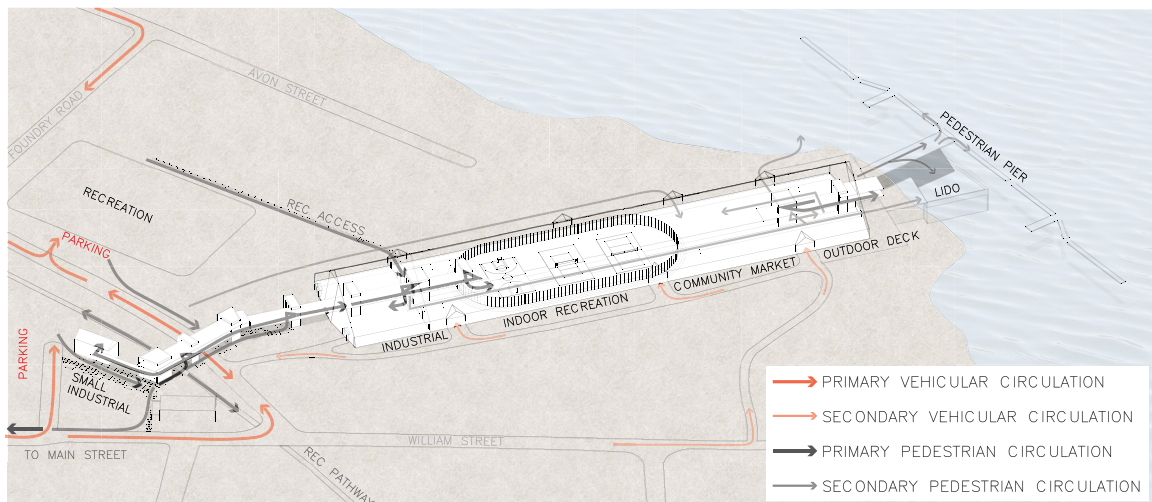 AVON STREET
FOUNDRY ROAD
PEDESTRIAN PIER
RECREATION
REC. ACCESS
LIDO
PARKING
OUTDOOR DECK
COMMUNITY MARKET
INDOOR RECREATION
INDUSTRIAL
PARKING
SMALL
INDUSTRIAL
PRIMARY VEHICULAR CIRCULATION
SECONDARY VEHICULAR CIRCULATION
WILLIAM STREET
TO MAIN STREET
PRIMARY PEDESTRIAN CIRCULATION
REC PATHWAY
SECONDARY PEDESTRIAN CIRCULATION